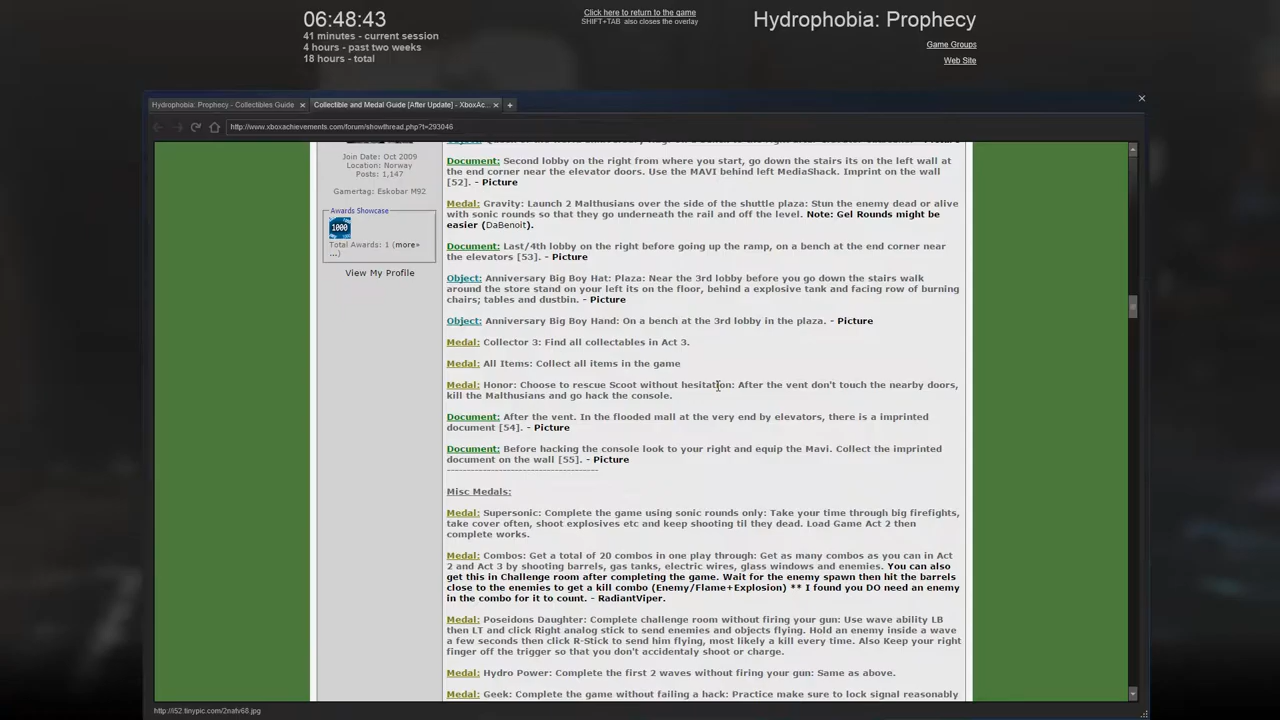 06:48:43
41 minutes - current session
4 hours - past two weeks
18 hours - total
Click here to return to the game
SHIFT+TAB also closes the overlay
Hydrophobia: Prophecy
Game Groups
Web Site
Hydrophobia: Prophecy - Collectibles Guide
Collectible and Medal Guide [After Update] - XboxAc...
http://www.xboxachievements.com/forum/showthread.php?t=293046
Join Date: Oct 2009
Location: Norway
Posts: 1,147
Gamertag: Eskobar M92
Awards Showcase
1000
Total Awards: 1 (more»
...)
View My Profile
Document: Second lobby on the right from where you start, go down the stairs its on the left wall at
the end corner near the elevator doors. Use the MAVI behind left MediaShack. Imprint on the wall
[52]. - Picture
Medal: Gravity: Launch 2 Malthusians over the side of the shuttle plaza: Stun the enemy dead or alive
with sonic rounds so that they go underneath the rail and off the level. Note: Gel Rounds might be
easier (DaBenoit).
Document: Last/4th lobby on the right before going up the ramp, on a bench at the end corner near
the elevators [53]. - Picture
Object: Anniversary Big Boy Hat: Plaza: Near the 3rd lobby before you go down the stairs walk
around the store stand on your left its on the floor, behind a explosive tank and facing row of burning
chairs; tables and dustbin. - Picture
Object: Anniversary Big Boy Hand: On a bench at the 3rd lobby in the plaza. - Picture
Medal: Collector 3: Find all collectables in Act 3.
Medal: All Items: Collect all items in the game
Medal: Honor: Choose to rescue Scoot without hesitation: After the vent don't touch the nearby doors,
kill the Malthusians and go hack the console.
Document: After the vent. In the flooded mall at the very end by elevators, there is a imprinted
document [54]. - Picture
Document: Before hacking the console look to your right and equip the Mavi. Collect the imprinted
document on the wall [55]. - Picture
----------------------------------------
Misc Medals:
Medal: Supersonic: Complete the game using sonic rounds only: Take your time through big firefights,
take cover often, shoot explosives etc and keep shooting til they dead. Load Game Act 2 then
complete works.
Medal: Combos: Get a total of 20 combos in one play through: Get as many combos as you can in Act
2 and Act 3 by shooting barrels, gas tanks, electric wires, glass windows and enemies. You can also
get this in Challenge room after completing the game. Wait for the enemy spawn then hit the barrels
close to the enemies to get a kill combo (Enemy/Flame+Explosion) ** I found you DO need an enemy
in the combo for it to count. - RadiantViper.
Medal: Poseidons Daughter: Complete challenge room without firing your gun: Use wave ability LB
then LT and click Right analog stick to send enemies and objects flying. Hold an enemy inside a wave
a few seconds then click R-Stick to send him flying, most likely a kill every time. Also Keep your right
finger off the trigger so that you don't accidentaly shoot or charge.
Medal: Hydro Power: Complete the first 2 waves without firing your gun: Same as above.
Medal: Geek: Complete the game without failing a hack: Practice make sure to lock signal reasonably
http://i52.tinypic.com/2natv68.jpg